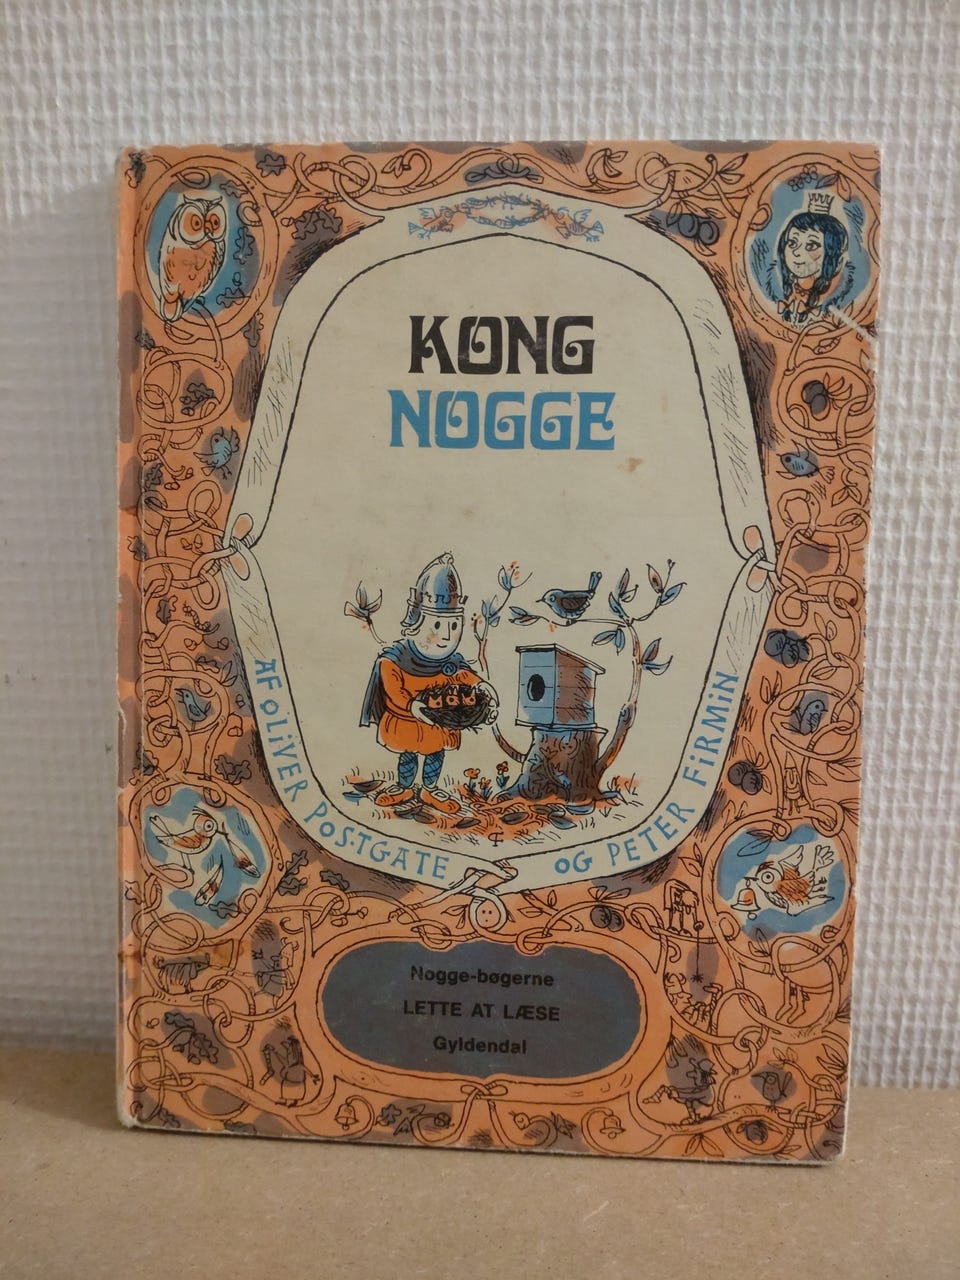 KONG
NOGGE
AF OLiVER POSTGATE OG PETER FiRMiN
Nogge-bøgerne
LETTE AT LÆSE
Gyldendal